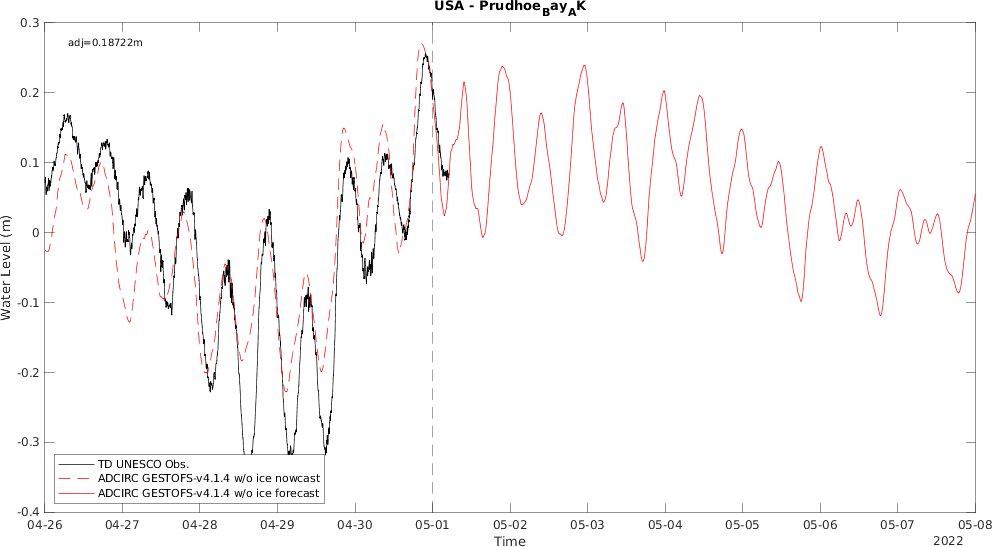 USA - Prudhoe_Bay_AK
adj=0.18722m
0.3
0.2
0.1
0
-0.1
-0.2
-0.3
-0.4
Water Level (m)
TD UNESCO Obs.
ADCIRC GESTOFS-v4.1.4 w/o ice nowcast
ADCIRC GESTOFS-v4.1.4 w/o ice forecast
04-26 04-27 04-28 04-29 04-30 05-01 05-02 05-03 05-04 05-05 05-06 05-07 05-08
Time
2022